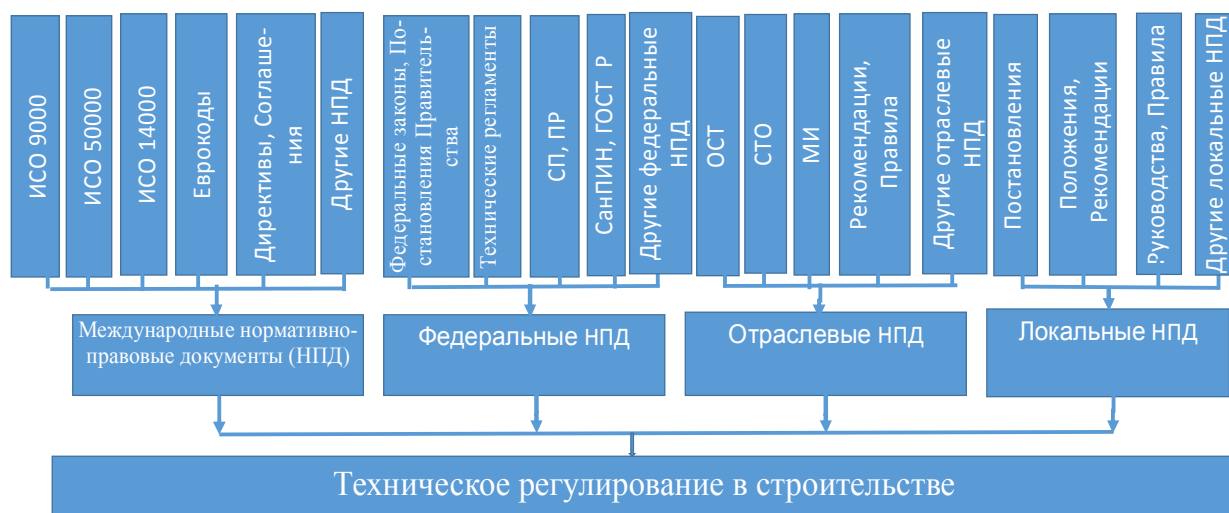 ИСО 9000
ИСО 50000
ИСО 14000
Еврокоды
Директивы, Соглаше-
ния
Другие НПД
Федеральные законы, По-
становления Правитель-
ства
Технические регламенты
СП, ПР
СанПИН, ГОСТ Р
Другие федеральные
НПД
ОСТ
СТО
МИ
Рекомендации,
Правила
Другие отраслевые
НПД
Постановления
Положения,
Рекомендации
Руководства, Правила
Другие локальные НПД
Международные нормативно-
правовые документы (НПД)
Федеральные НПД
Отраслевые НПД
Локальные НПД
Техническое регулирование в строительстве